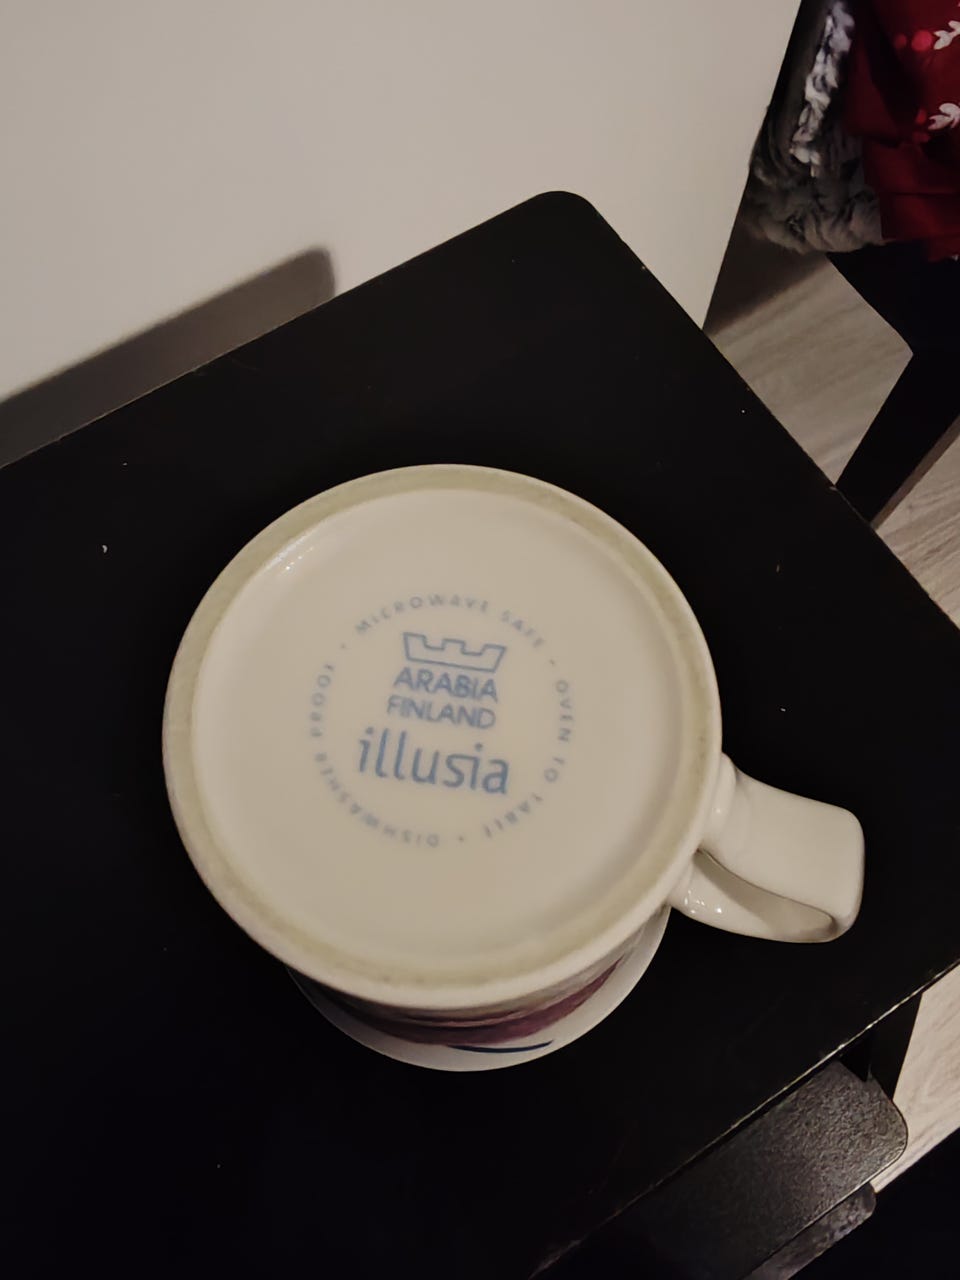 MICROWAVE SAFE • OVEN TO TABLE • DISHWASHER PROOF •
ARABIA
FINLAND
illusia